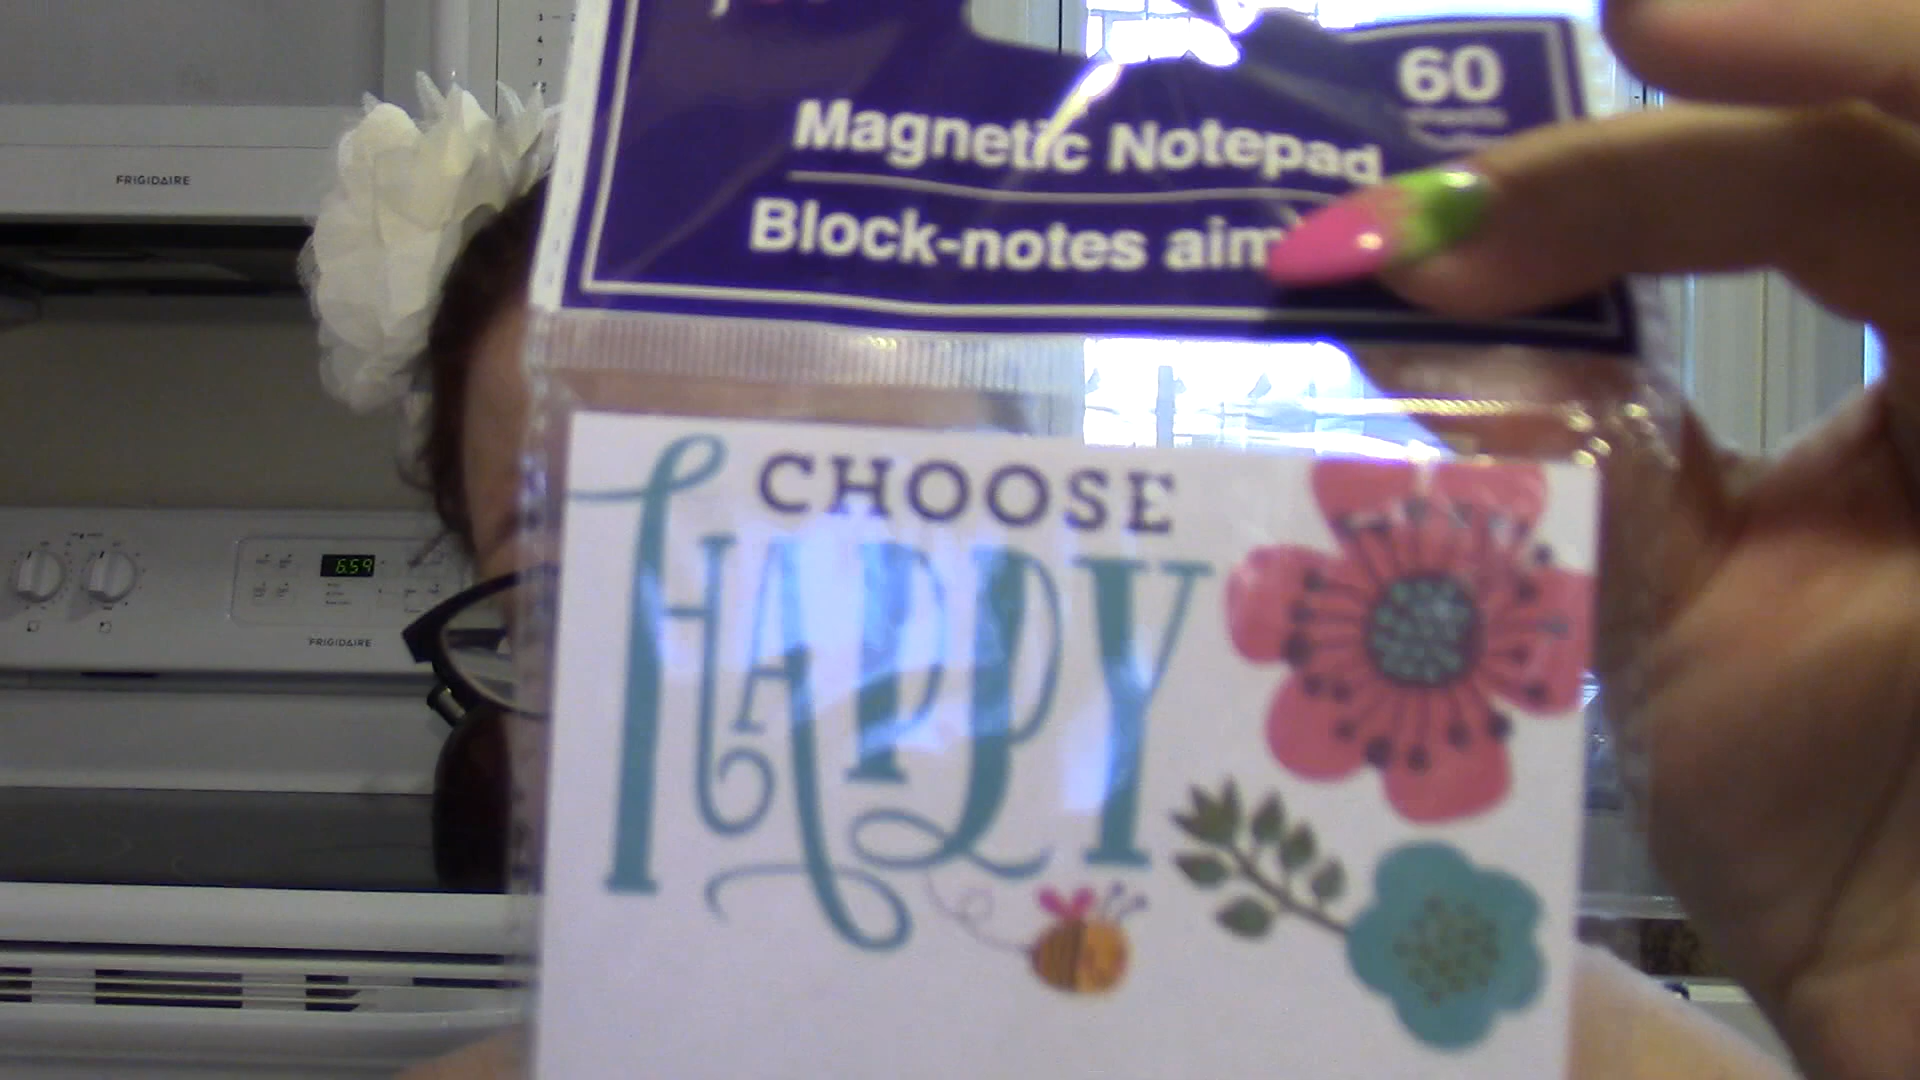 60
Magnetic Notepad
Block-notes aim
CHOOSE
HAPPY
FRIGIDAIRE
6:59
FRIGIDAIRE